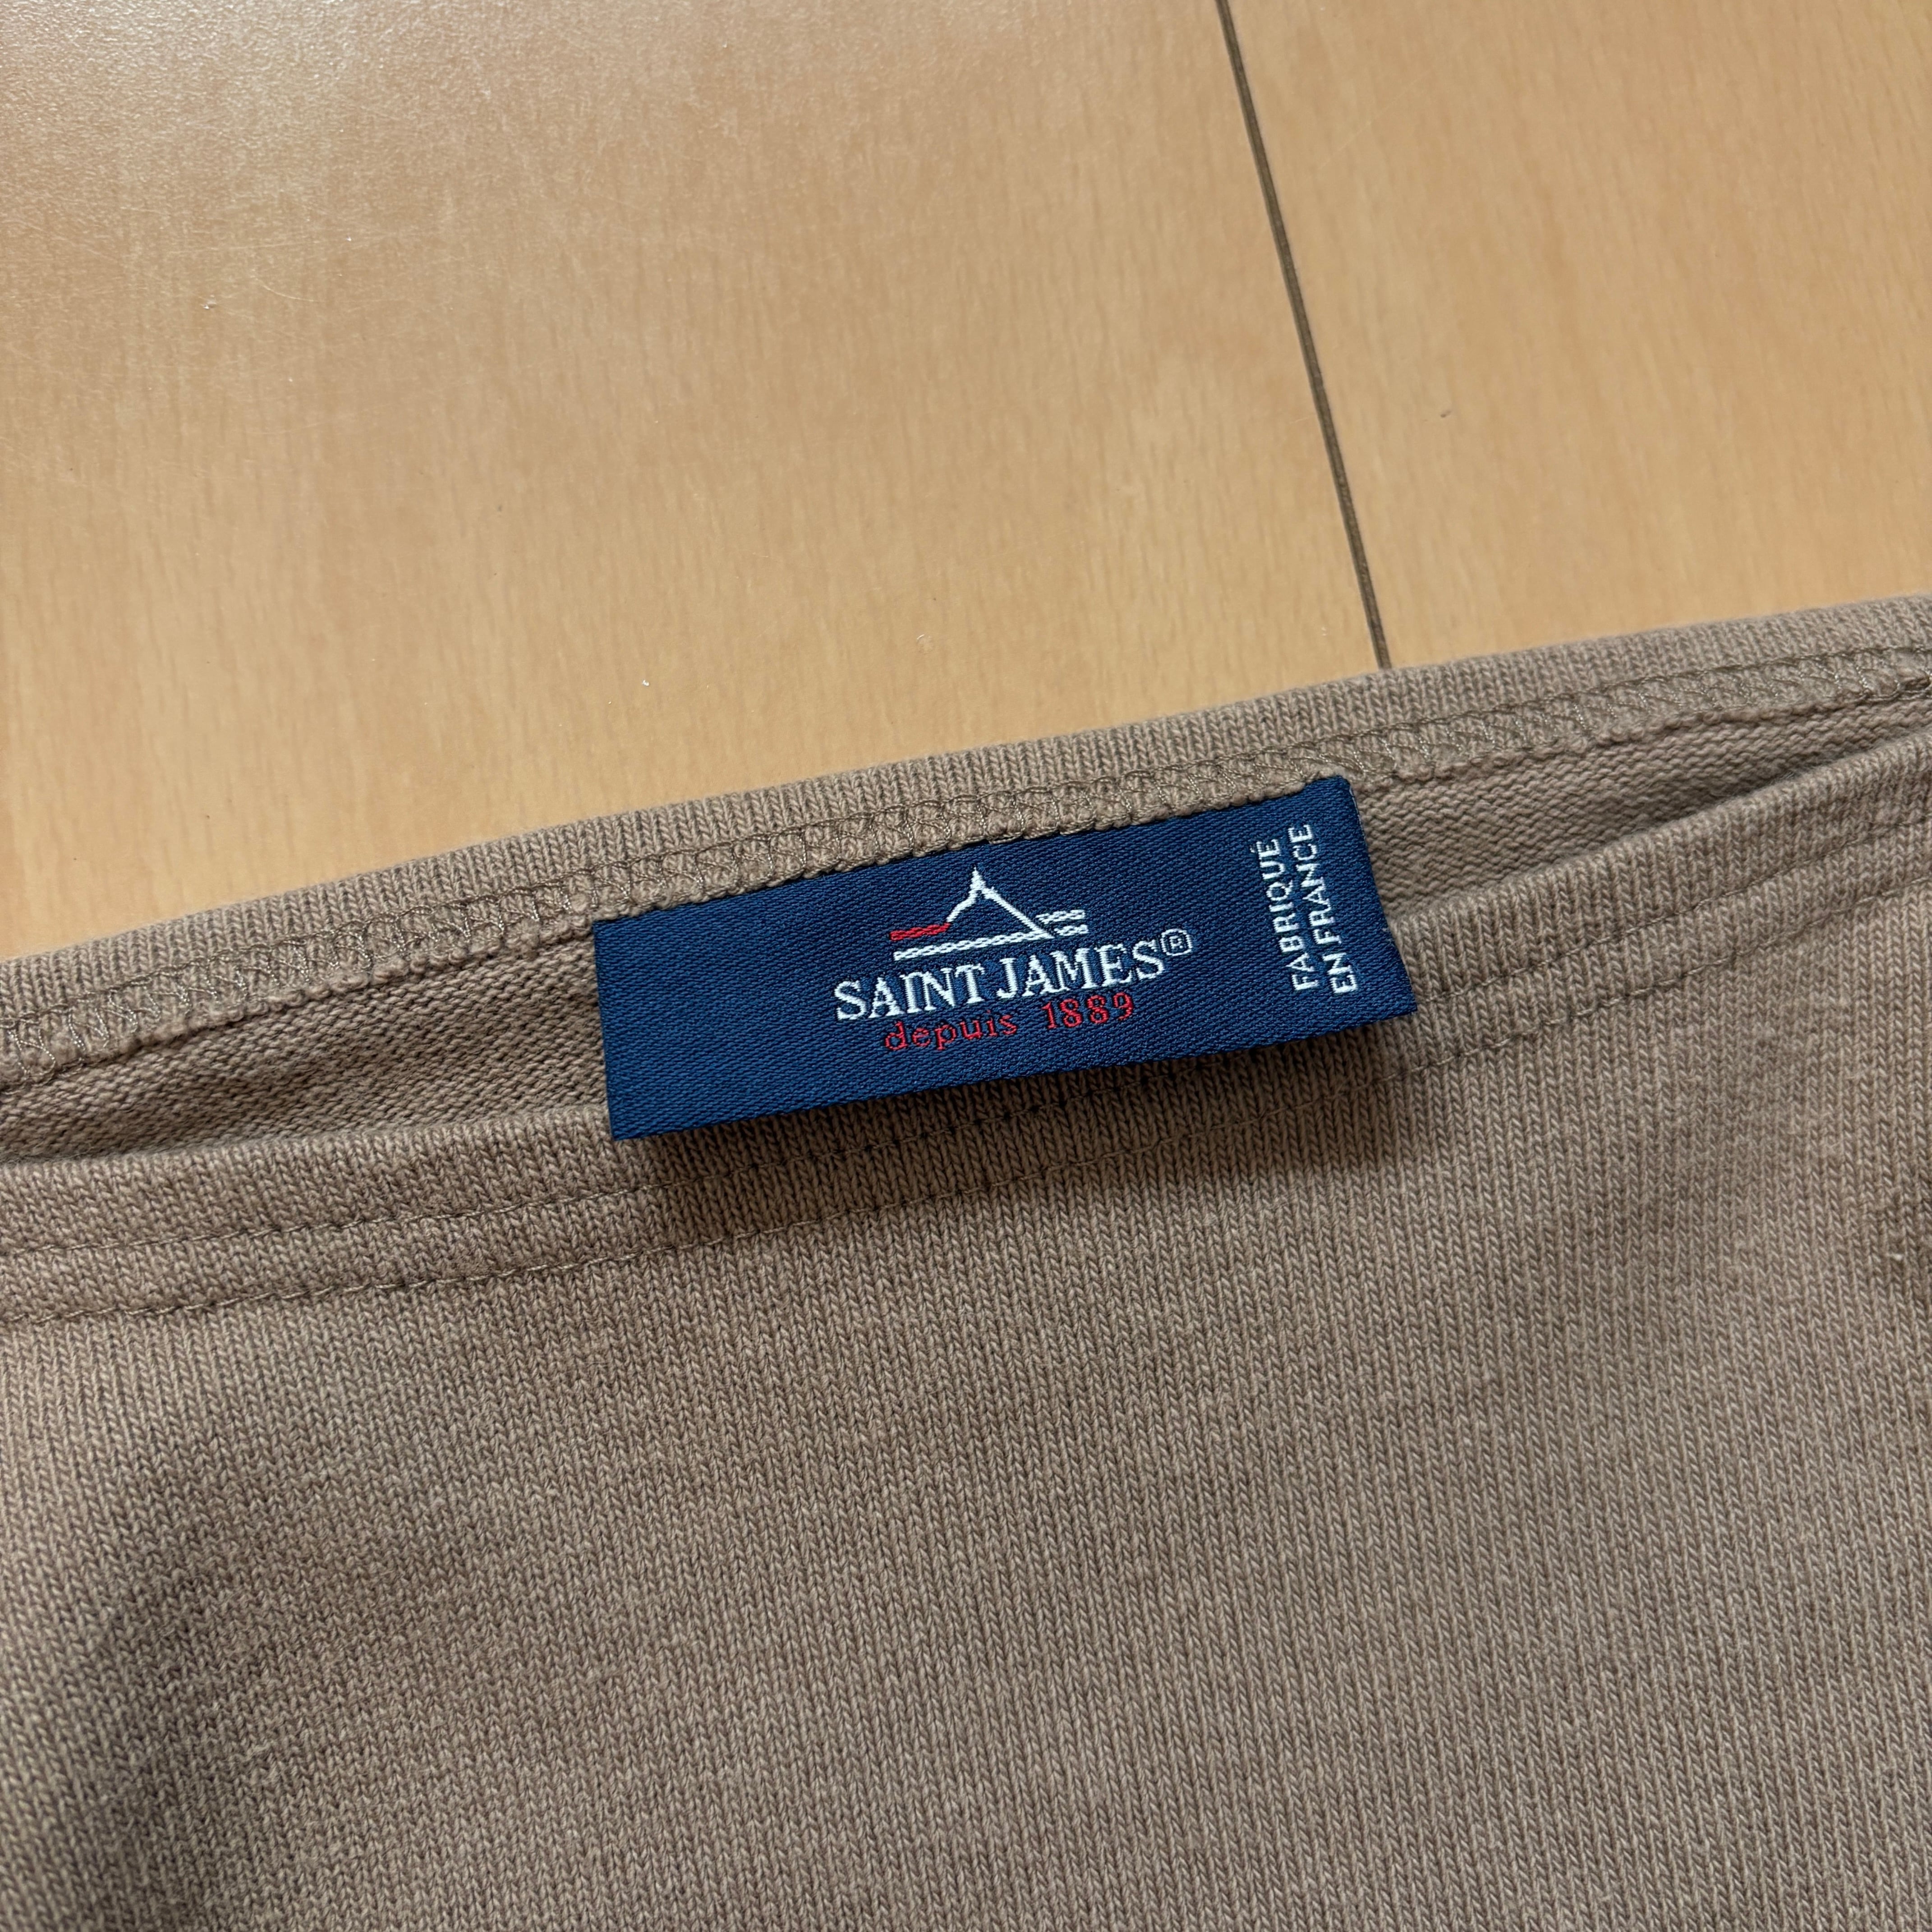 SAINT JAMES®
depuis 1889
FABRIQUÉ
EN FRANCE